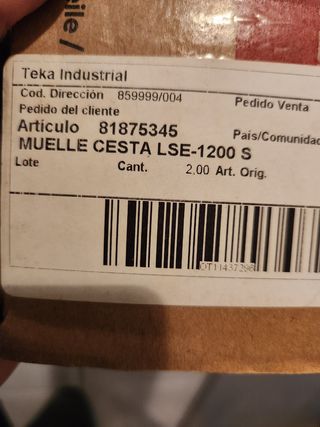 Teka Industrial
Cod. Dirección 859999/004 Pedido Venta
Pedido del cliente
Artículo 81875345 País/Comunidad
MUELLE CESTA LSE-1200 S
Lote Cant. 2,00 Art. Orig.
OT11437296